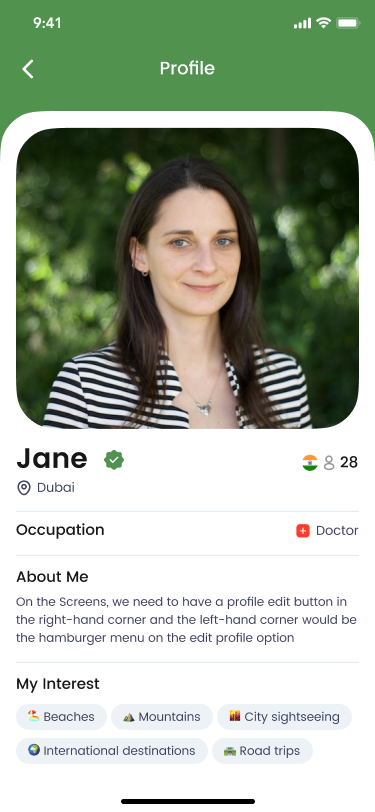 9:41
Profile
Jane
28
Dubai
Occupation
Doctor
About Me
On the Screens, we need to have a profile edit button in
the right-hand corner and the left-hand corner would be
the hamburger menu on the edit profile option
My Interest
Beaches
Mountains
City sightseeing
International destinations
Road trips